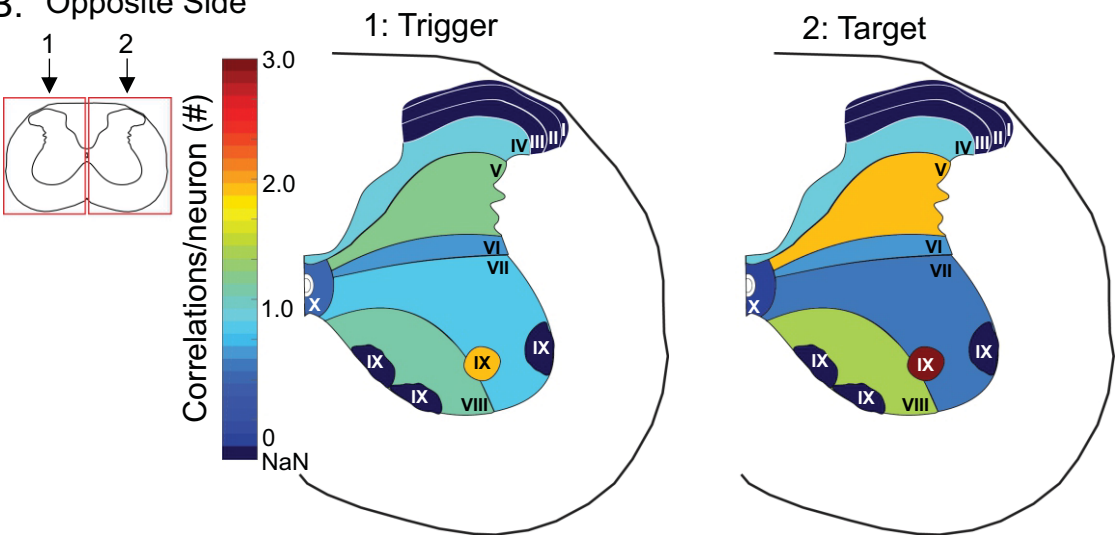 B. Opposite Side
1 2
Correlations/neuron (#)
3.0
2.0
1.0
0
NaN
1: Trigger
I
II
III
IV
V
VI
VII
X
IX
IX
IX
IX
VIII
2: Target
I
II
III
IV
V
VI
VII
X
IX
IX
IX
IX
VIII